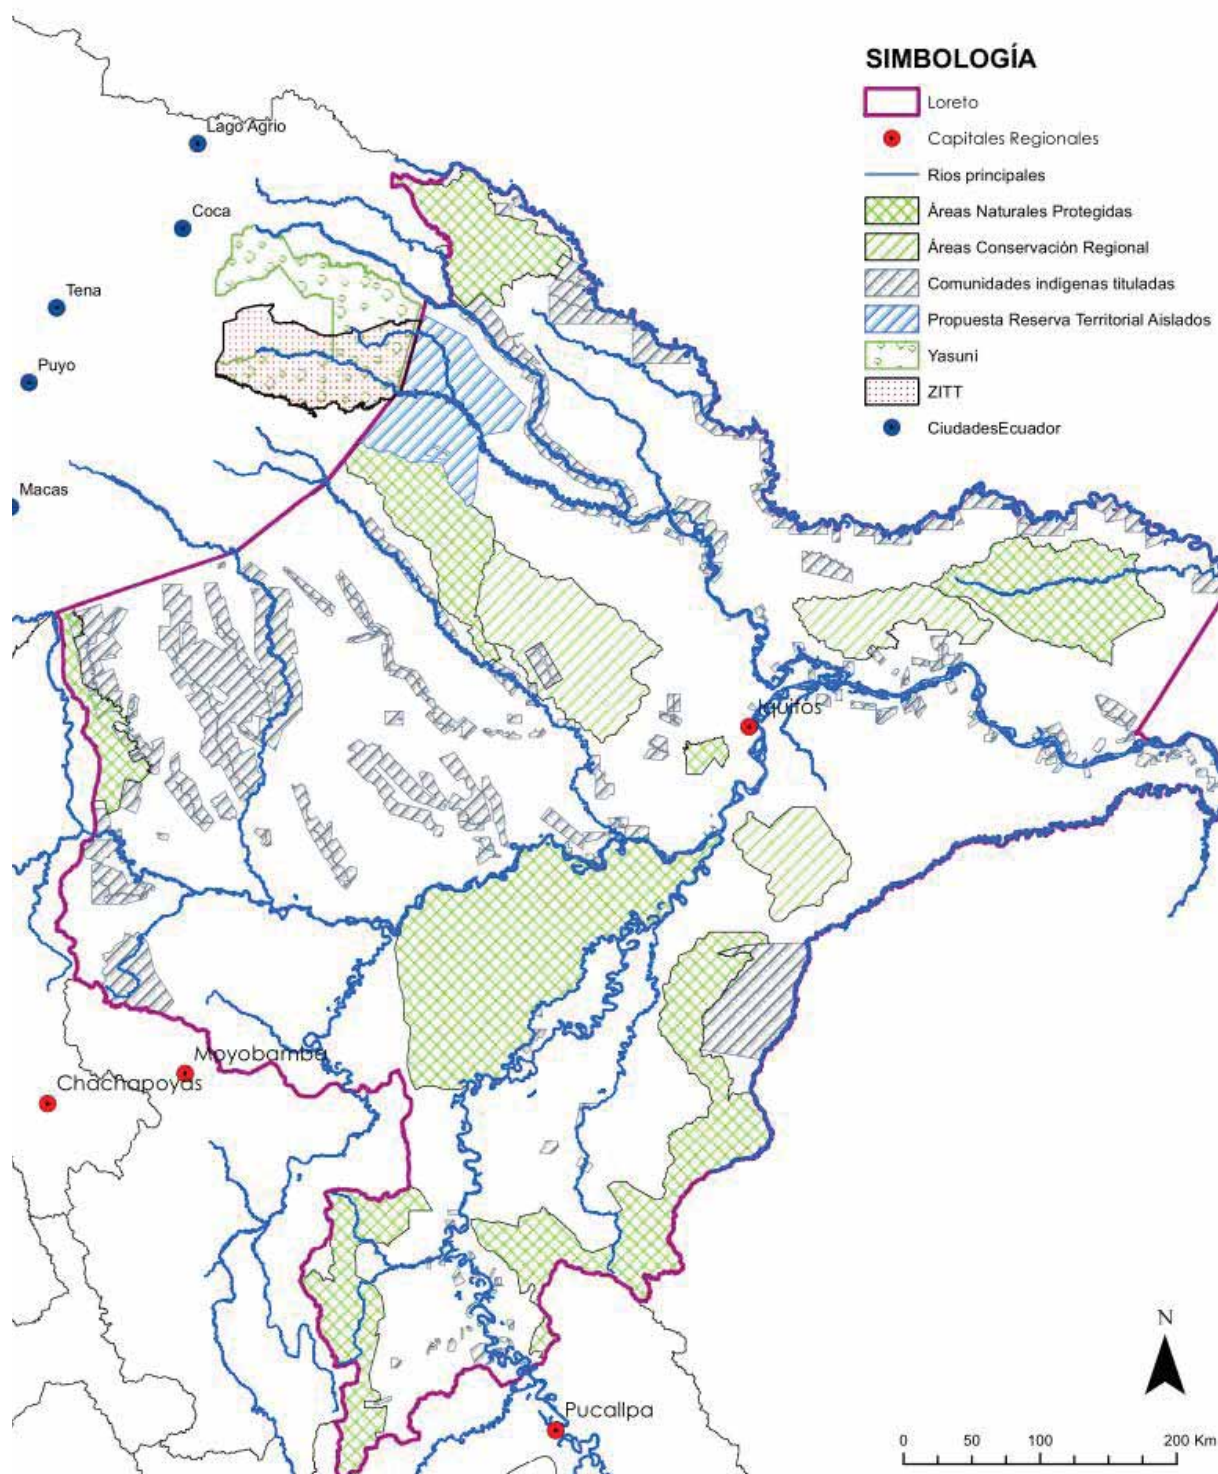 SIMBOLOGÍA
Loreto
Capitales Regionales
Rios principales
Áreas Naturales Protegidas
Áreas Conservación Regional
Comunidades indígenas tituladas
Propuesta Reserva Territorial Aislados
Yasuni
ZITT
CiudadesEcuador
Lago Agrio
Coca
Tena
Puyo
Macas
Iquitos
Moyobamba
Chachapoyas
Pucallpa
N
0 50 100 200 Km